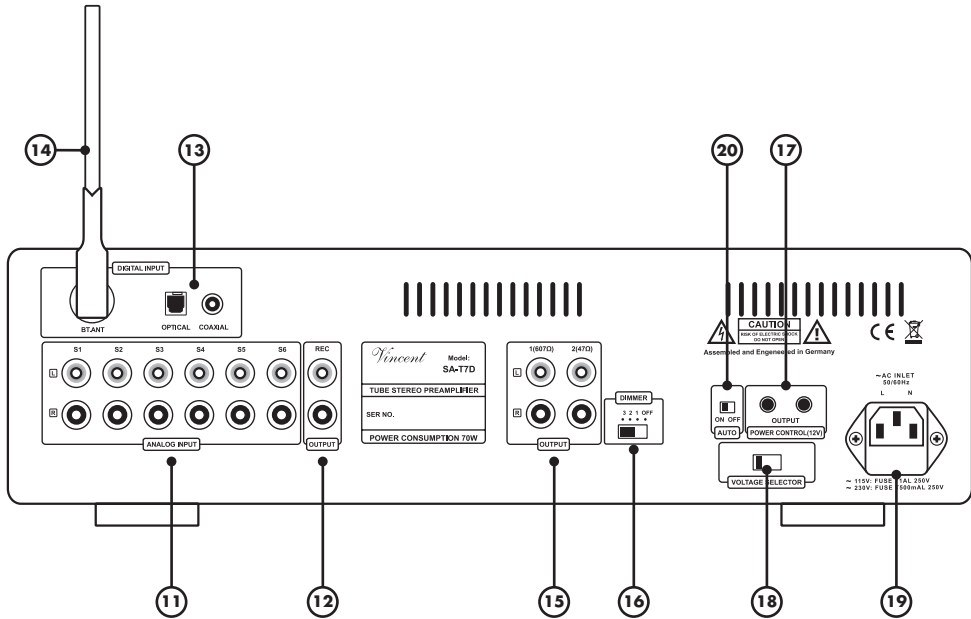 14
13
20
17
DIGITAL INPUT
BT.ANT
OPTICAL
COAXIAL
CAUTION
RISK OF ELECTRIC SHOCK
DO NOT OPEN
Assembled and Engeneered in Germany
CE
S1 S2 S3 S4 S5 S6
L
R
ANALOG INPUT
REC
OUTPUT
Vincent
Model:
SA-T7D
TUBE STEREO PREAMPLIFIER
SER NO.
POWER CONSUMPTION 70W
1(607Ω) 2(47Ω)
L
R
OUTPUT
DIMMER
3 2 1 OFF
ON OFF
AUTO
OUTPUT
POWER CONTROL(12V)
VOLTAGE SELECTOR
~AC INLET
50/60Hz
L N
~ 115V: FUSE T1AL 250V
~ 230V: FUSE T500mAL 250V
11
12
15
16
18
19